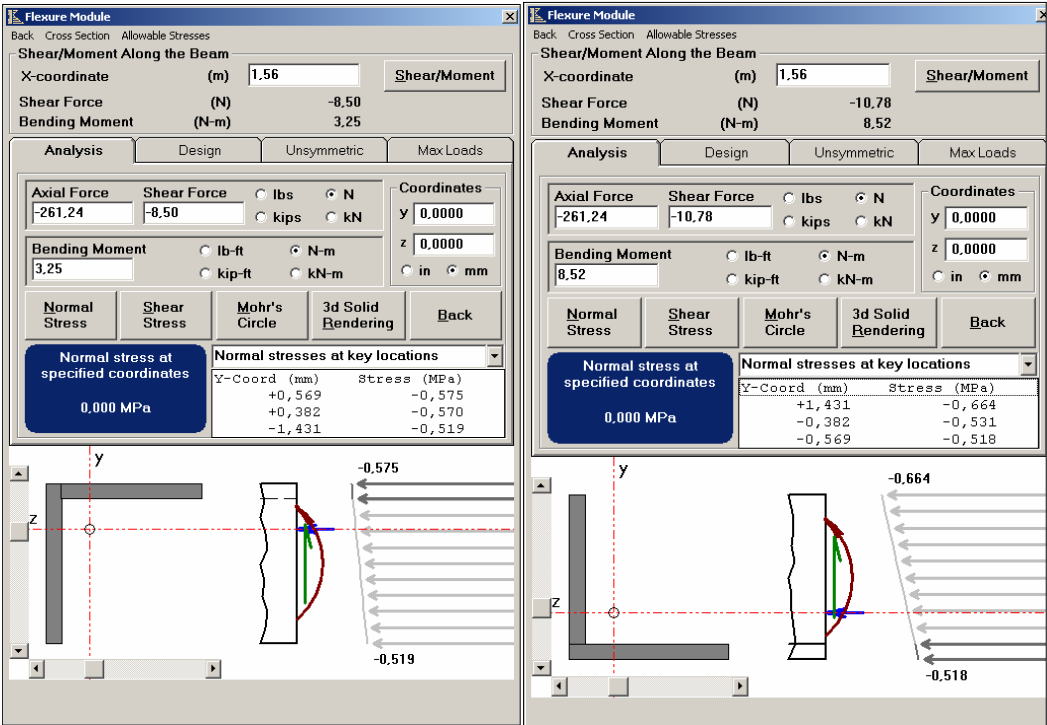 Flexure Module
Back Cross Section Allowable Stresses
Shear/Moment Along the Beam
X-coordinate (m) 1,56 Shear/Moment
Shear Force (N) -8,50
Bending Moment (N-m) 3,25
Analysis Design Unsymmetric Max Loads
Axial Force Shear Force lbs N Coordinates
-261,24 -8,50 kips kN y 0,0000
Bending Moment lb-ft N-m z 0,0000
3,25 kip-ft kN-m in mm
Normal Stress Shear Stress Mohr's Circle 3d Solid Rendering Back
Normal stress at specified coordinates
0,000 MPa
Normal stresses at key locations
Y-Coord (mm) Stress (MPa)
+0,569 -0,575
+0,382 -0,570
-1,431 -0,519
y
-0,575
z
-0,519
Flexure Module
Back Cross Section Allowable Stresses
Shear/Moment Along the Beam
X-coordinate (m) 1,56 Shear/Moment
Shear Force (N) -10,78
Bending Moment (N-m) 8,52
Analysis Design Unsymmetric Max Loads
Axial Force Shear Force lbs N Coordinates
-261,24 -10,78 kips kN y 0,0000
Bending Moment lb-ft N-m z 0,0000
8,52 kip-ft kN-m in mm
Normal Stress Shear Stress Mohr's Circle 3d Solid Rendering Back
Normal stress at specified coordinates
0,000 MPa
Normal stresses at key locations
Y-Coord (mm) Stress (MPa)
+1,431 -0,664
-0,382 -0,531
-0,569 -0,518
y
-0,664
z
-0,518